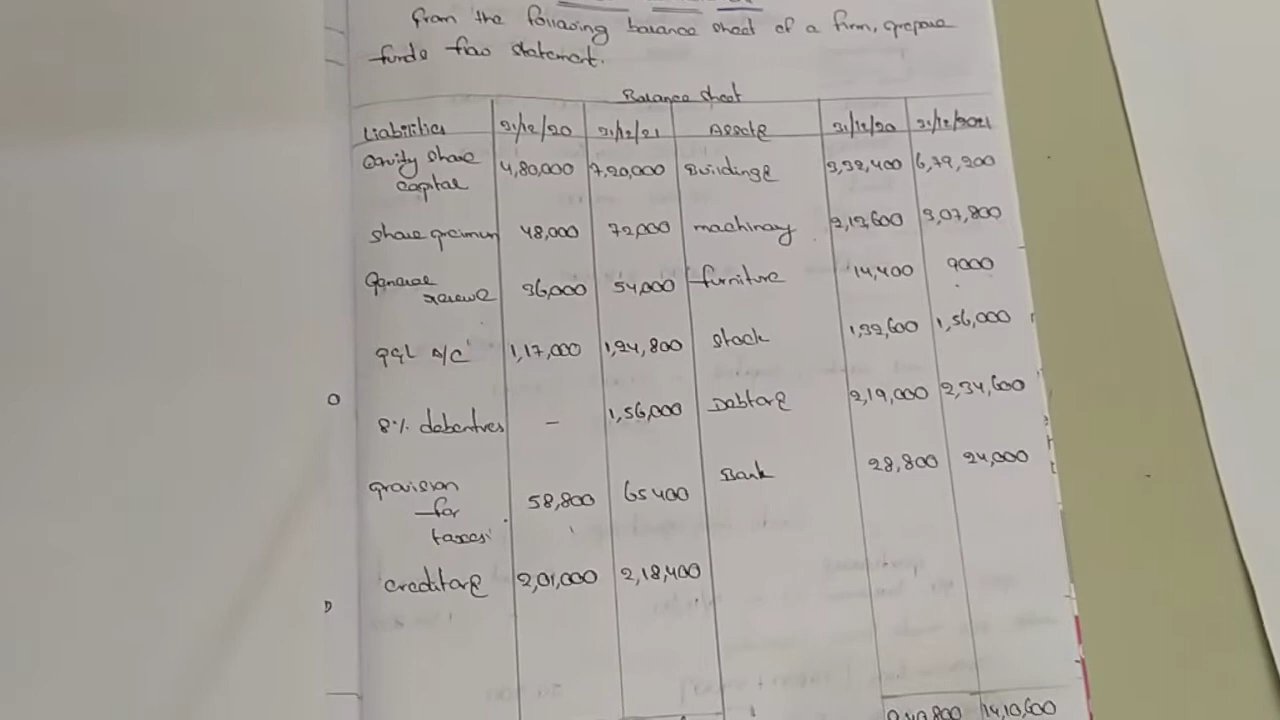 From the following balance sheet of a firm, prepare
funds flow statement.
Balance sheet
Liabilities 31/12/20 31/12/21 Assets 31/12/20 31/12/2021
Equity share capital 4,80,000 7,20,000 Buildings 3,32,400 6,79,200
Share premium 48,000 72,000 machinary 2,12,600 3,07,800
General reserve 36,000 54,000 furniture 14,400 9000
P&L A/C 1,17,000 1,24,800 Stock 1,32,600 1,56,000
8% debentures - 1,56,000 Debtors 2,19,000 2,34,600
provision for taxes 58,800 65400 Bank 28,800 24,000
creditors 2,01,000 2,18,400
14,10,600